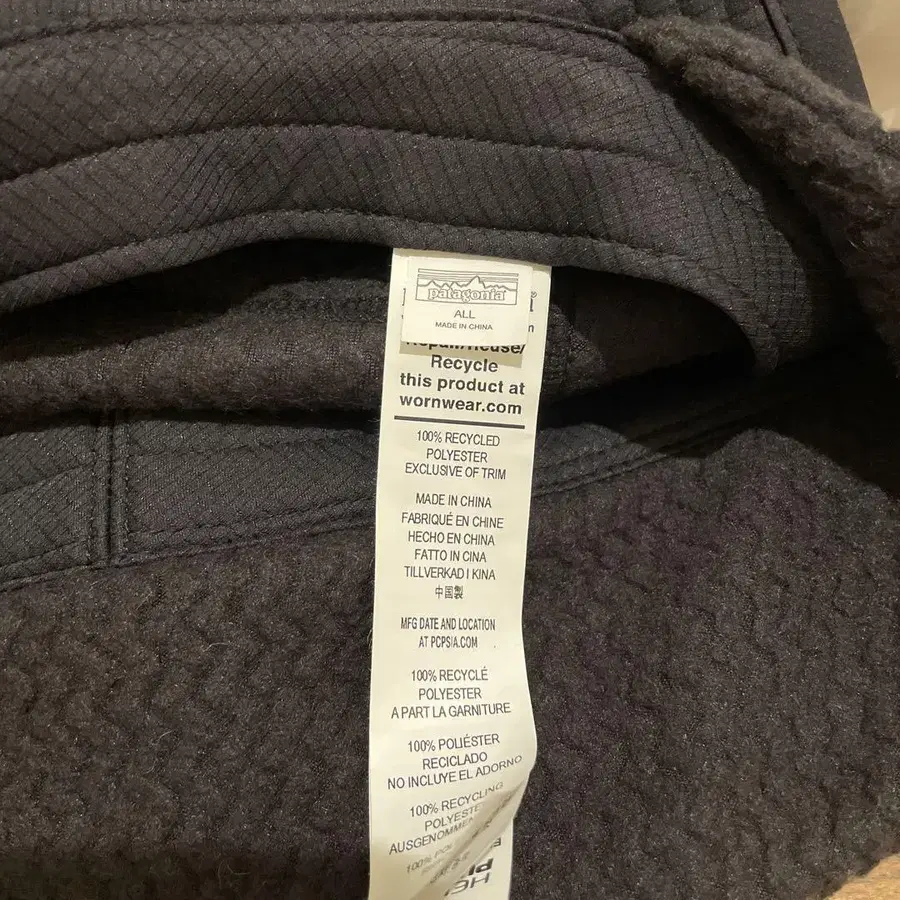 patagonia
ALL
MADE IN CHINA
Recycle
this product at
wornwear.com
100% RECYCLED
POLYESTER
EXCLUSIVE OF TRIM
MADE IN CHINA
FABRIQUÉ EN CHINE
HECHO EN CHINA
FATTO IN CINA
TILLVERKAD I KINA
中国製
MFG DATE AND LOCATION
AT PCPSIA.COM
100% RECYCLÉ
POLYESTER
A PART LA GARNITURE
100% POLIÉSTER
RECICLADO
NO INCLUYE EL ADORNO
100% RECYCLING